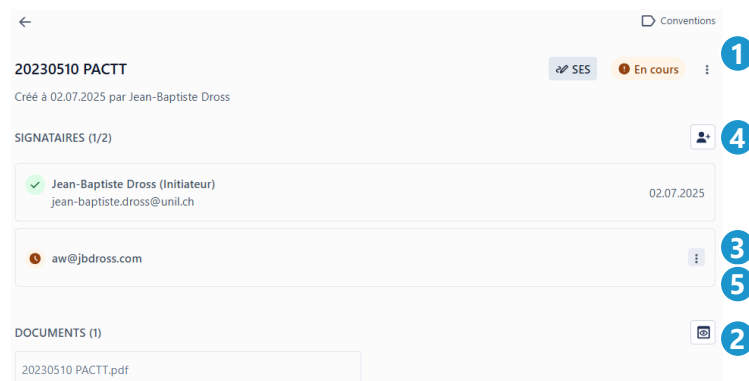 Conventions
1
20230510 PACTT
SES
En cours
Créé à 02.07.2025 par Jean-Baptiste Dross
SIGNATAIRES (1/2)
4
Jean-Baptiste Dross (Initiateur)
jean-baptiste.dross@unil.ch
02.07.2025
aw@jbdross.com
3
5
DOCUMENTS (1)
2
20230510 PACTT.pdf